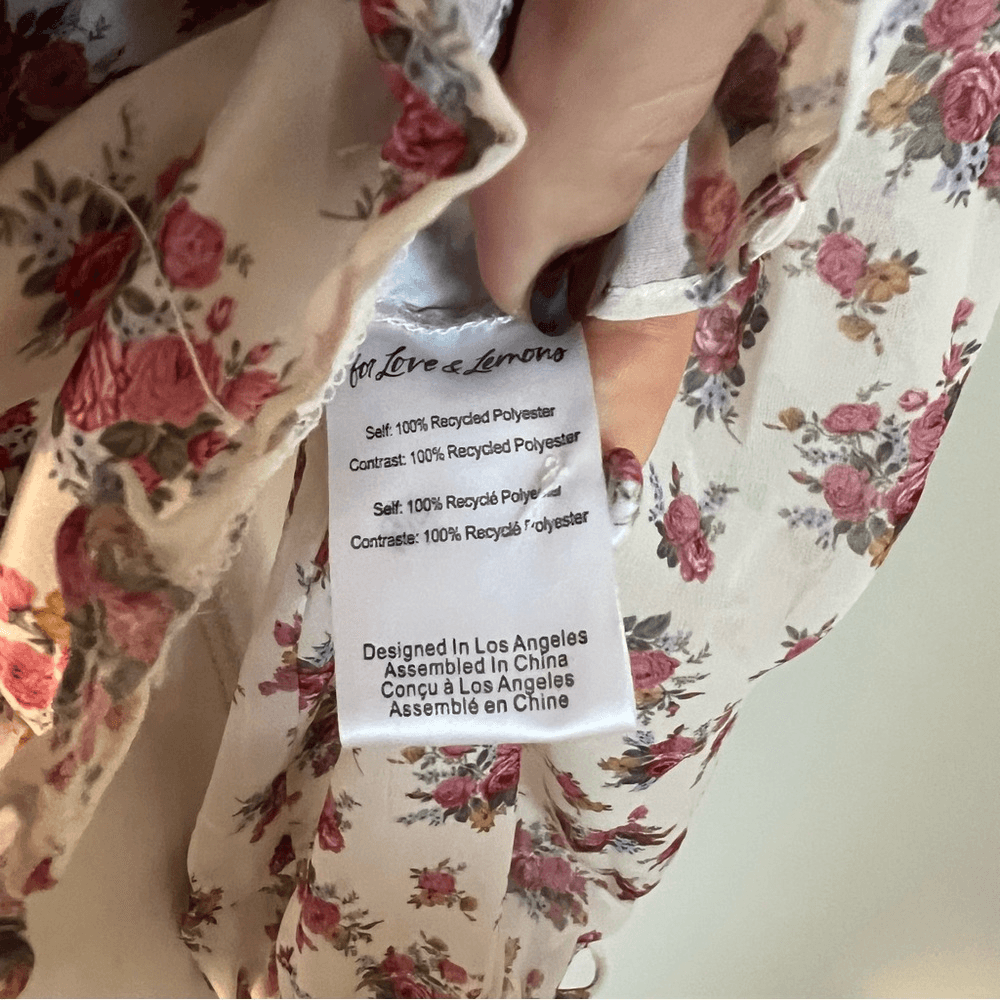 for Love & Lemons
Self: 100% Recycled Polyester
Contrast: 100% Recycled Polyester
Self: 100% Recyclé
Contraste: 100% Recyclé Polyester
Designed In Los Angeles
Assembled In China
Conçu à Los Angeles
Assemblé en Chine